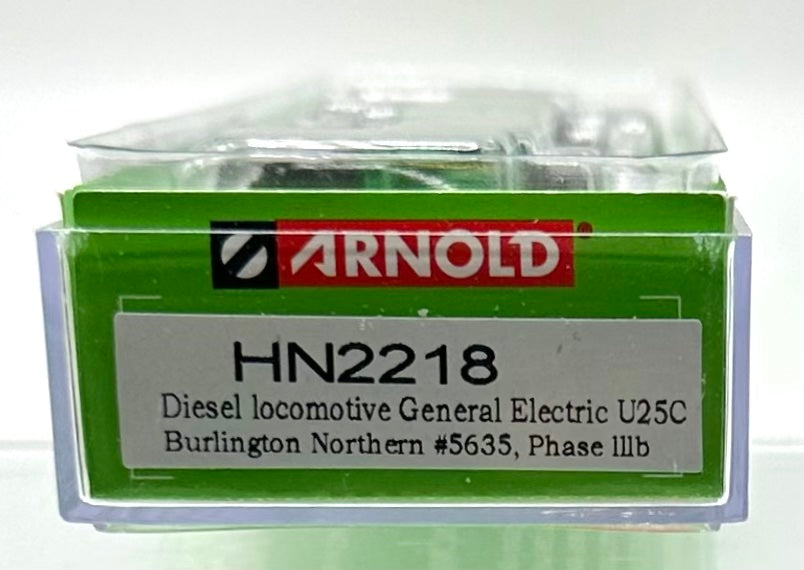 ARNOLD
HN2218
Diesel locomotive General Electric U25C
Burlington Northern #5635, Phase lllb